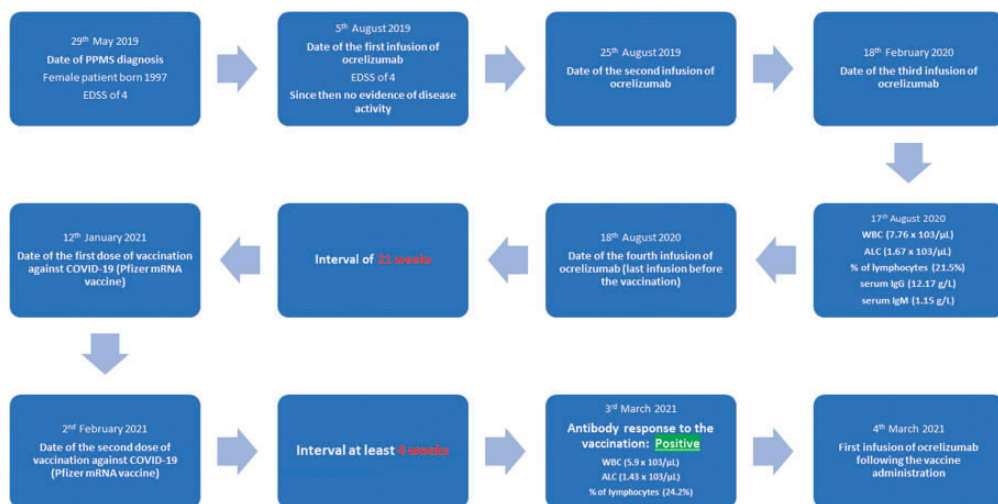 29th May 2019
Date of PPMS diagnosis
Female patient born 1997
EDSS of 4
5th August 2019
Date of the first infusion of
ocrelizumab
EDSS of 4
Since then no evidence of disease
activity
25th August 2019
Date of the second infusion of
ocrelizumab
18th February 2020
Date of the third infusion of
ocrelizumab
17th August 2020
WBC (7.76 x 103/µL)
ALC (1.67 x 103/µL)
% of lymphocytes (21.5%)
serum IgG (12.17 g/L)
serum IgM (1.15 g/L)
18th August 2020
Date of the fourth infusion of
ocrelizumab (last infusion before
the vaccination)
Interval of 21 weeks
12th January 2021
Date of the first dose of vaccination
against COVID-19 (Pfizer mRNA
vaccine)
2nd February 2021
Date of the second dose of
vaccination against COVID-19
(Pfizer mRNA vaccine)
Interval at least 4 weeks
3rd March 2021
Antibody response to the
vaccination: Positive
WBC (5.9 x 103/µL)
ALC (1.43 x 103/µL)
% of lymphocytes (24.2%)
4th March 2021
First infusion of ocrelizumab
following the vaccine
administration